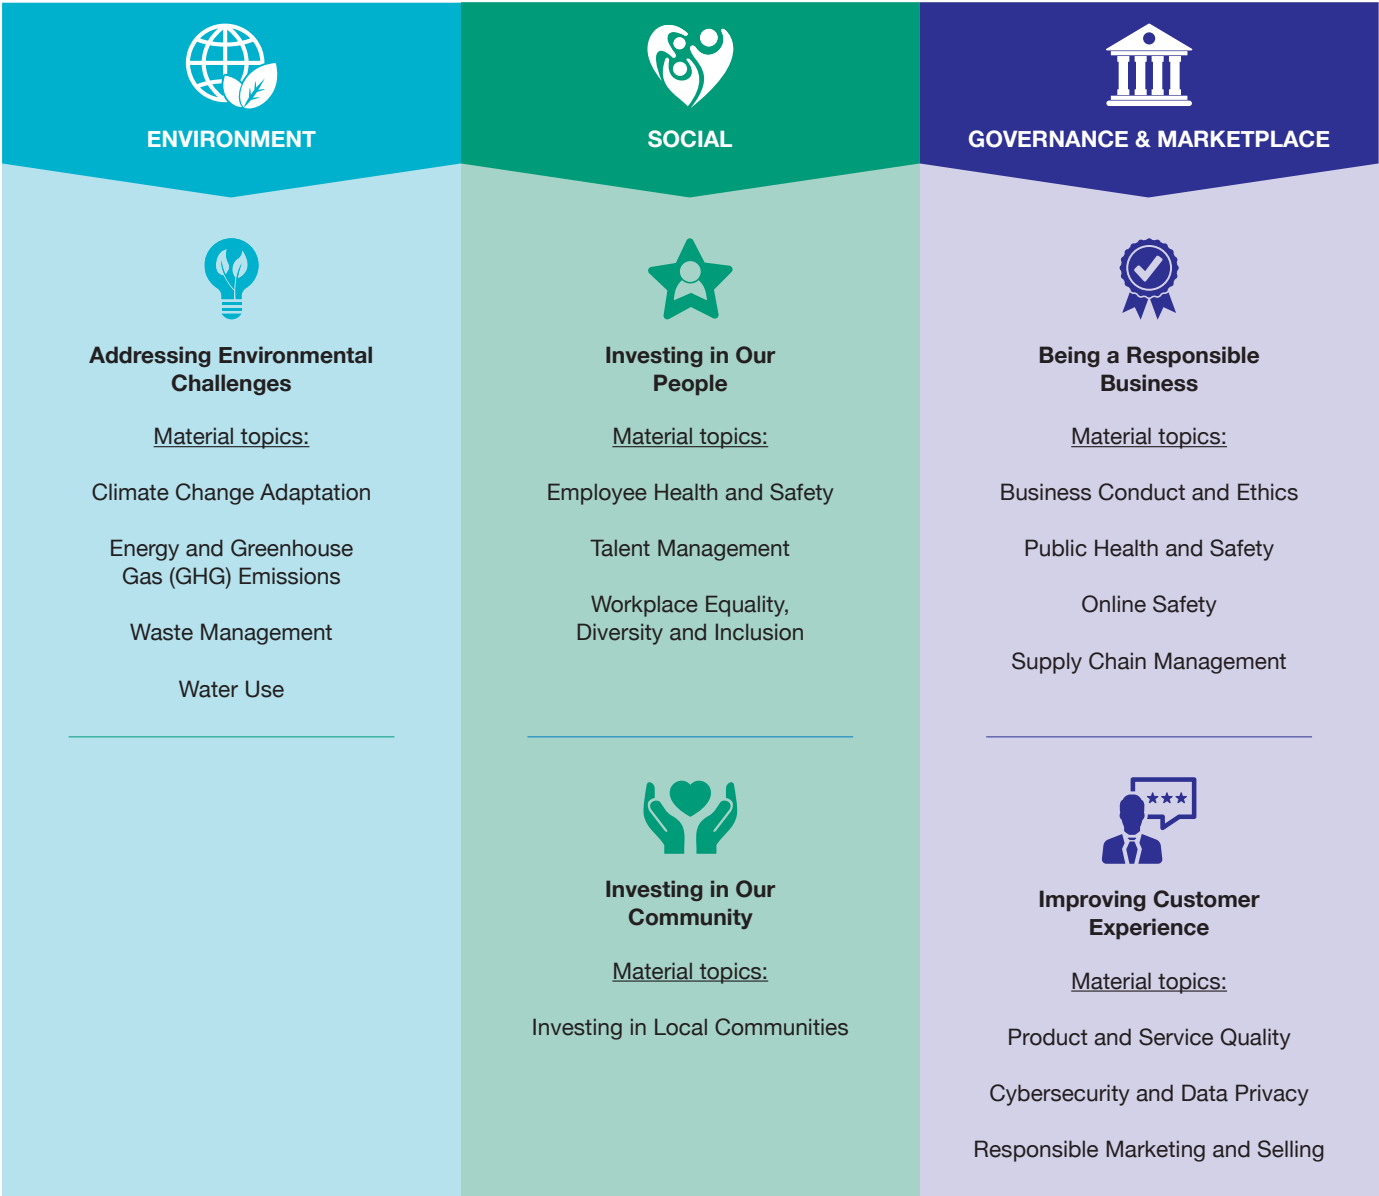 ENVIRONMENT
Addressing Environmental
Challenges
Material topics:
Climate Change Adaptation
Energy and Greenhouse
Gas (GHG) Emissions
Waste Management
Water Use
SOCIAL
Investing in Our
People
Material topics:
Employee Health and Safety
Talent Management
Workplace Equality,
Diversity and Inclusion
Investing in Our
Community
Material topics:
Investing in Local Communities
GOVERNANCE & MARKETPLACE
Being a Responsible
Business
Material topics:
Business Conduct and Ethics
Public Health and Safety
Online Safety
Supply Chain Management
Improving Customer
Experience
Material topics:
Product and Service Quality
Cybersecurity and Data Privacy
Responsible Marketing and Selling